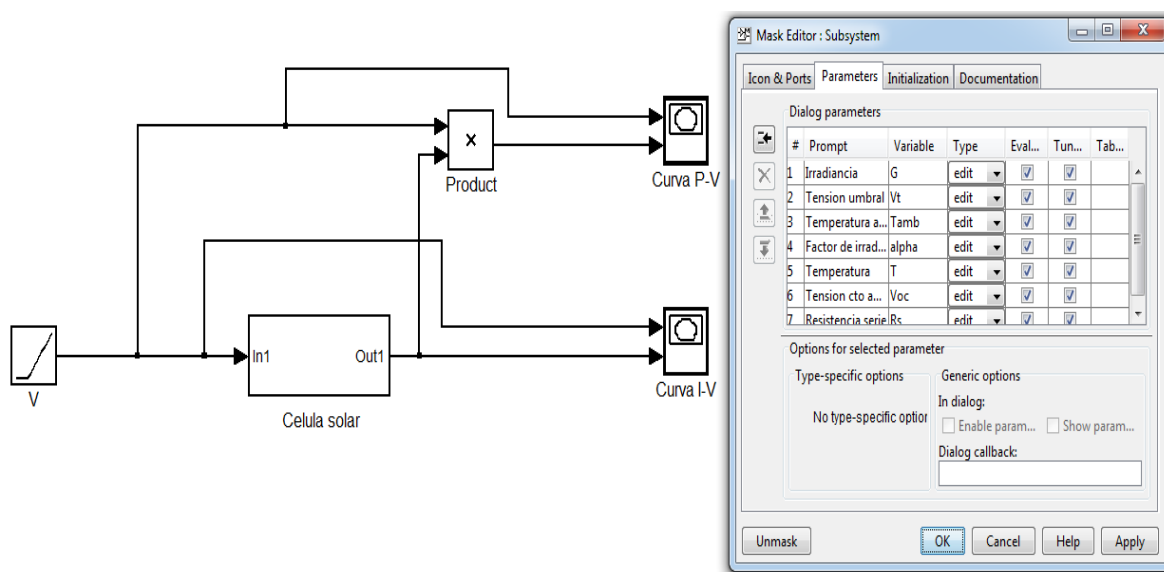 ×
Product
Curva P-V
V
In1 Out1
Celula solar
Curva I-V
Mask Editor : Subsystem
Icon & Ports Parameters Initialization Documentation
Dialog parameters
# Prompt Variable Type Eval... Tun... Tab...
1 Irradiancia G edit
2 Tension umbral Vt edit
3 Temperatura a... Tamb edit
4 Factor de irrad... alpha edit
5 Temperatura T edit
6 Tension cto a... Voc edit
7 Resistencia serie Rs edit
Options for selected parameter
Type-specific options
No type-specific option
Generic options
In dialog:
Enable param... Show param...
Dialog callback:
Unmask OK Cancel Help Apply